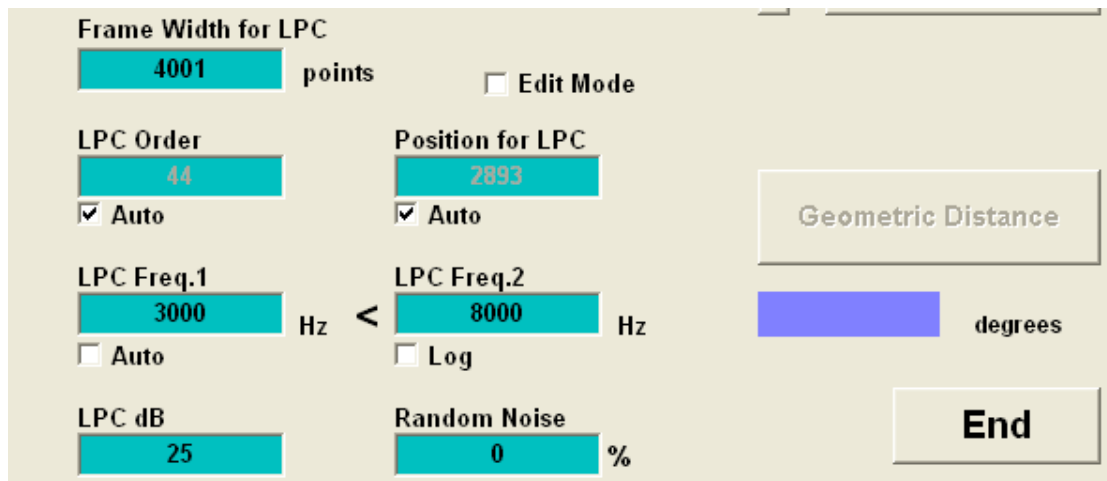 Frame Width for LPC
4001 points
Edit Mode
LPC Order
44
Auto
Position for LPC
2893
Auto
Geometric Distance
LPC Freq.1
3000 Hz
Auto
<
LPC Freq.2
8000 Hz
Log
degrees
LPC dB
25
Random Noise
0 %
End